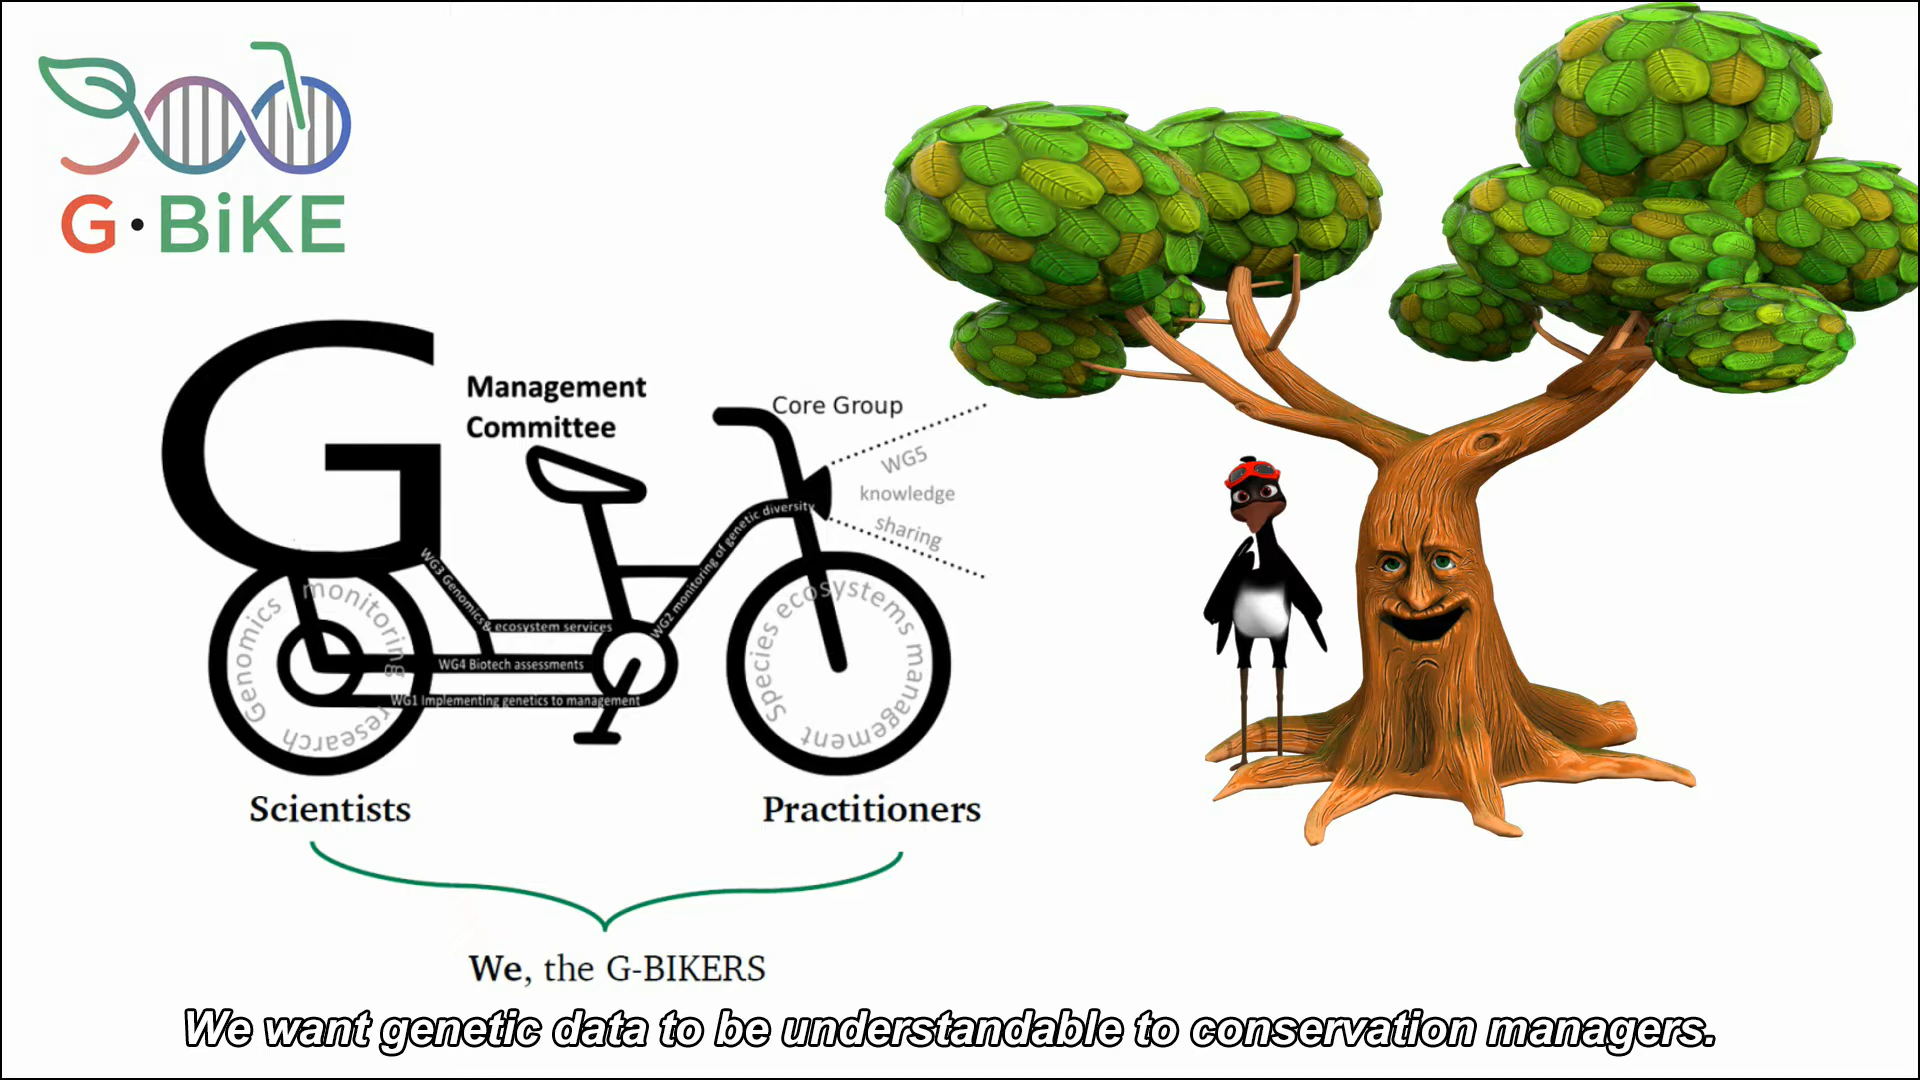 G·BiKE
G
Management
Committee
Core Group
WG5
knowledge
sharing
WG3 Genomics & ecosystem services
WG2 monitoring of genetic diversity
WG4 Biotech assessments
WG1 Implementing genetics to management
Genomics monitoring research
Species ecosystems management
Scientists
Practitioners
We, the G-BIKERS
We want genetic data to be understandable to conservation managers.